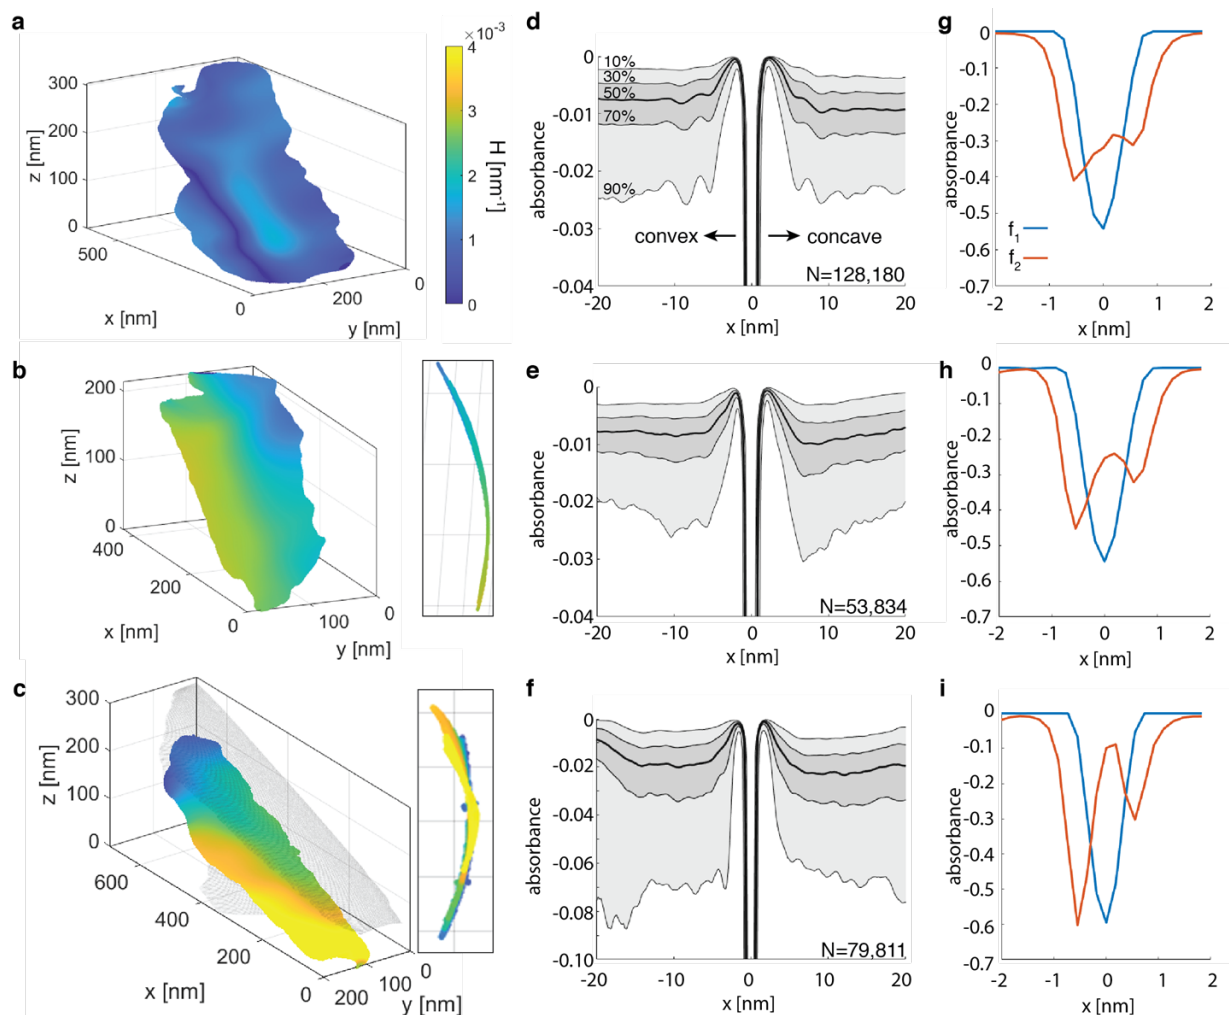 a
300
200
100
0
z [nm]
500
0
x [nm]
200
0
y [nm]
×10⁻³
4
3
2
1
0
H [nm⁻¹]
d
0
-0.01
-0.02
-0.03
-0.04
absorbance
10%
30%
50%
70%
90%
convex
concave
N=128,180
-20
-10
0
10
20
x [nm]
g
0
-0.1
-0.2
-0.3
-0.4
-0.5
-0.6
-0.7
absorbance
f₁
f₂
-2
-1
0
1
2
x [nm]
b
200
100
0
z [nm]
400
200
0
x [nm]
100
0
y [nm]
e
0
-0.01
-0.02
-0.03
-0.04
absorbance
N=53,834
-20
-10
0
10
20
x [nm]
h
0
-0.1
-0.2
-0.3
-0.4
-0.5
-0.6
-0.7
absorbance
-2
-1
0
1
2
x [nm]
c
300
200
100
0
z [nm]
600
400
200
0
x [nm]
200
100
0
y [nm]
f
0
-0.02
-0.04
-0.06
-0.08
-0.10
absorbance
N=79,811
-20
-10
0
10
20
x [nm]
i
0
-0.1
-0.2
-0.3
-0.4
-0.5
-0.6
-0.7
absorbance
-2
-1
0
1
2
x [nm]